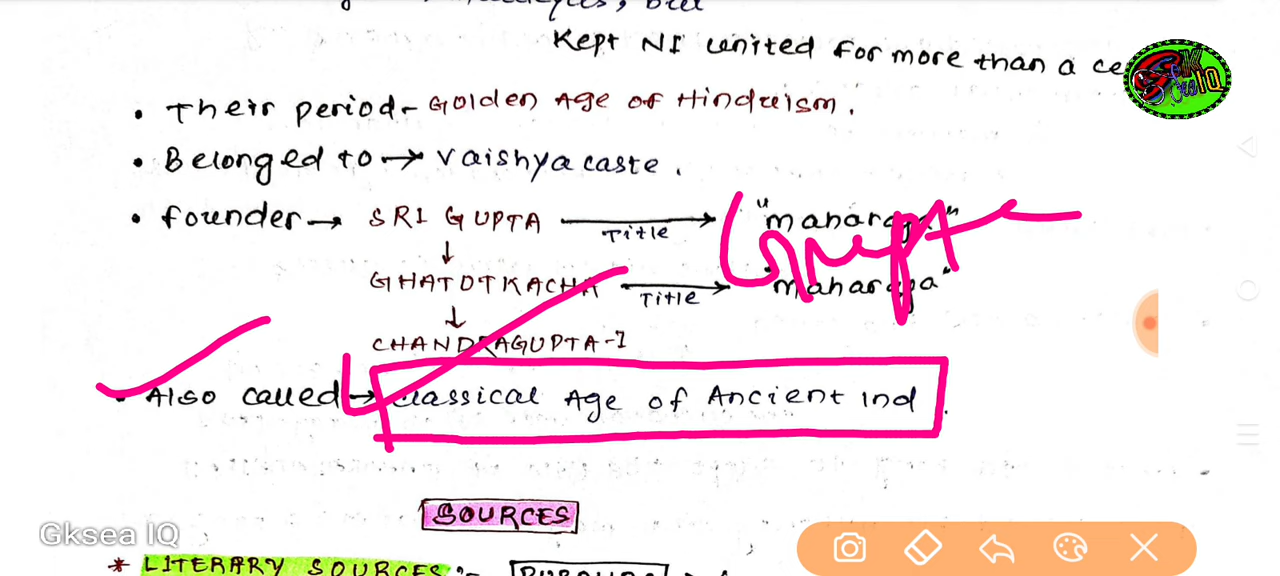 Kept NI united for more than a ce
• Their period - Golden Age of Hinduism.
• Belonged to → Vaishya caste.
• founder → SRI GUPTA → Title "maharaja"
↓
GHATOTKACHA → Title "maharaja"
↓
CHANDRAGUPTA-I
• Also called → Classical Age of Ancient Ind
Gupt
SOURCES
Gksea IQ
* LITERARY SOURCES:-